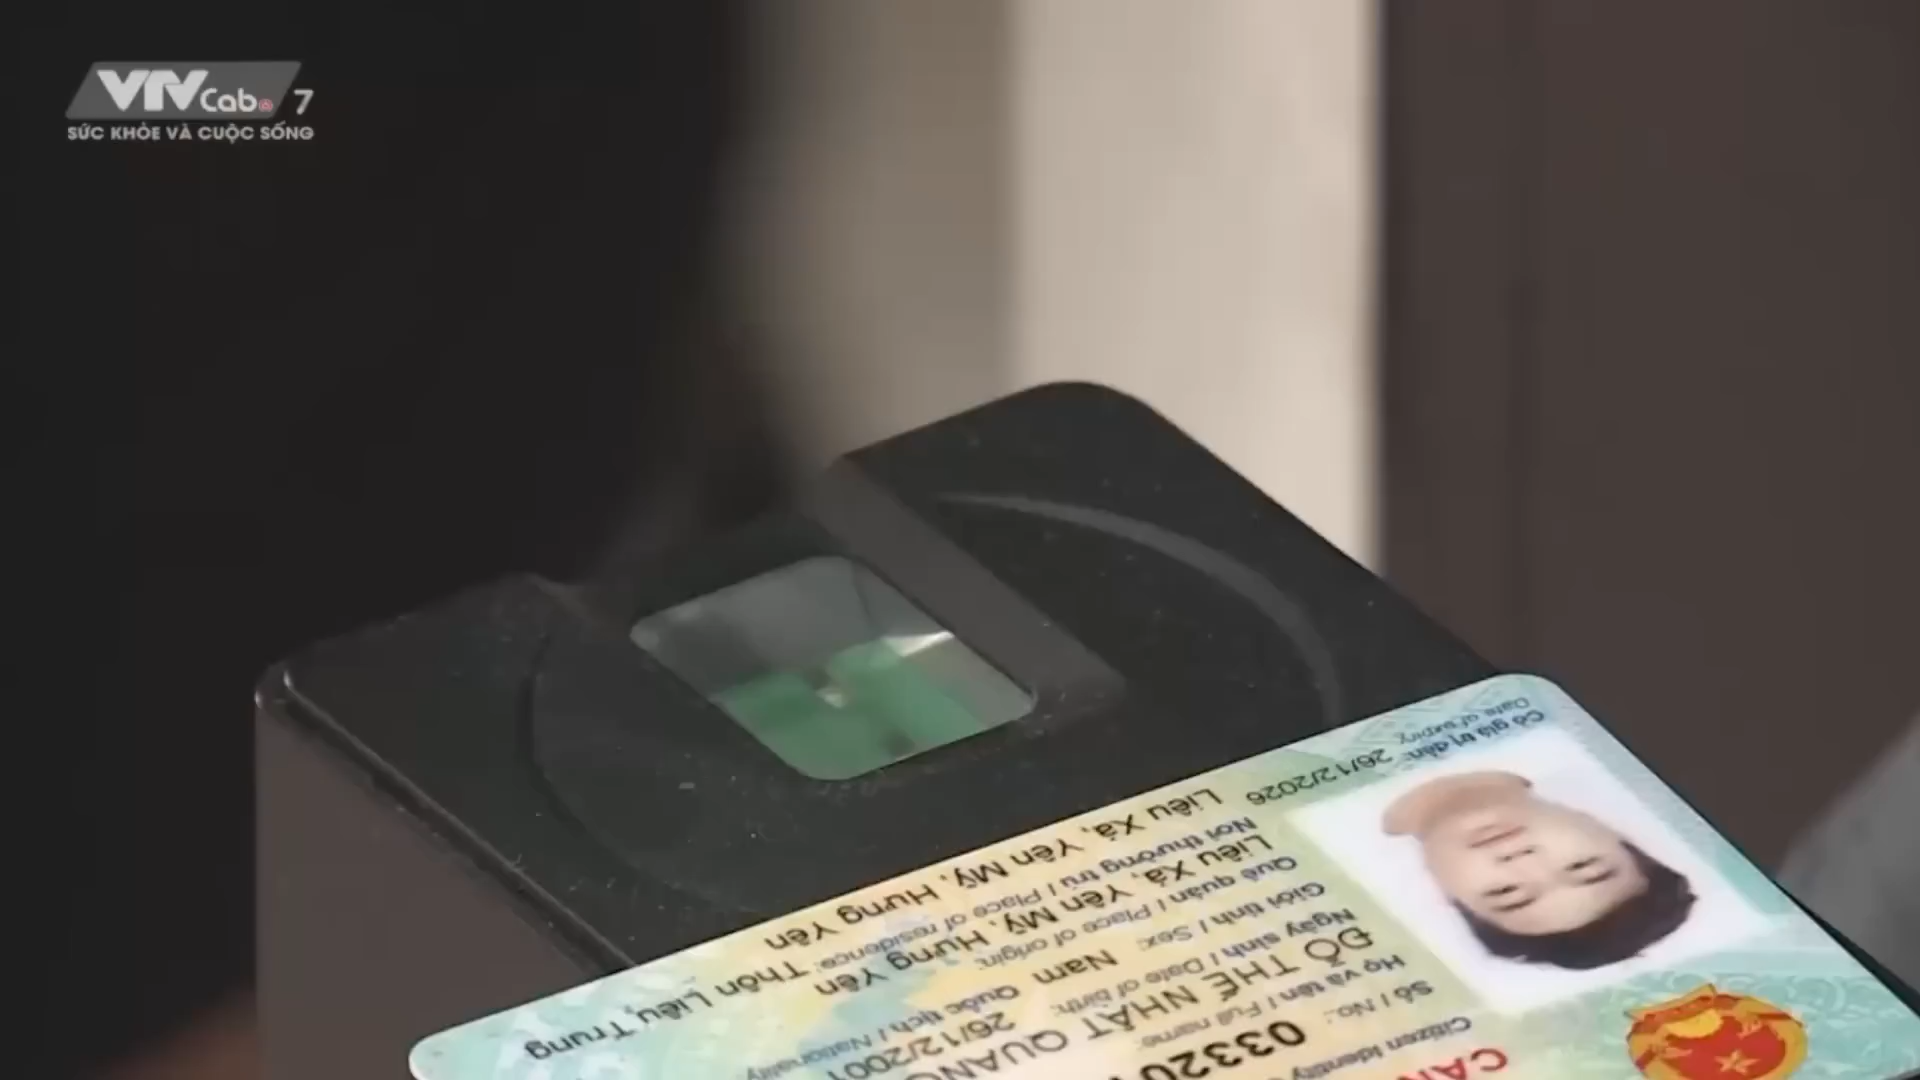 VTVCab 7
SỨC KHỎE VÀ CUỘC SỐNG
CĂN
Citizen Identity
Số / No.: 03320
Họ và tên / Full name:
ĐỖ THẾ NHẬT QUANG
Ngày sinh / Date of birth: 26/12/2001
Giới tính / Sex: Nam Quốc tịch / Nationality
Quê quán / Place of origin:
Liêu Xá, Yên Mỹ, Hưng Yên
Nơi thường trú / Place of residence: Thôn Liêu Trung
Liêu Xá, Yên Mỹ, Hưng Yên
Có giá trị đến: 26/12/2026
Date of expiry